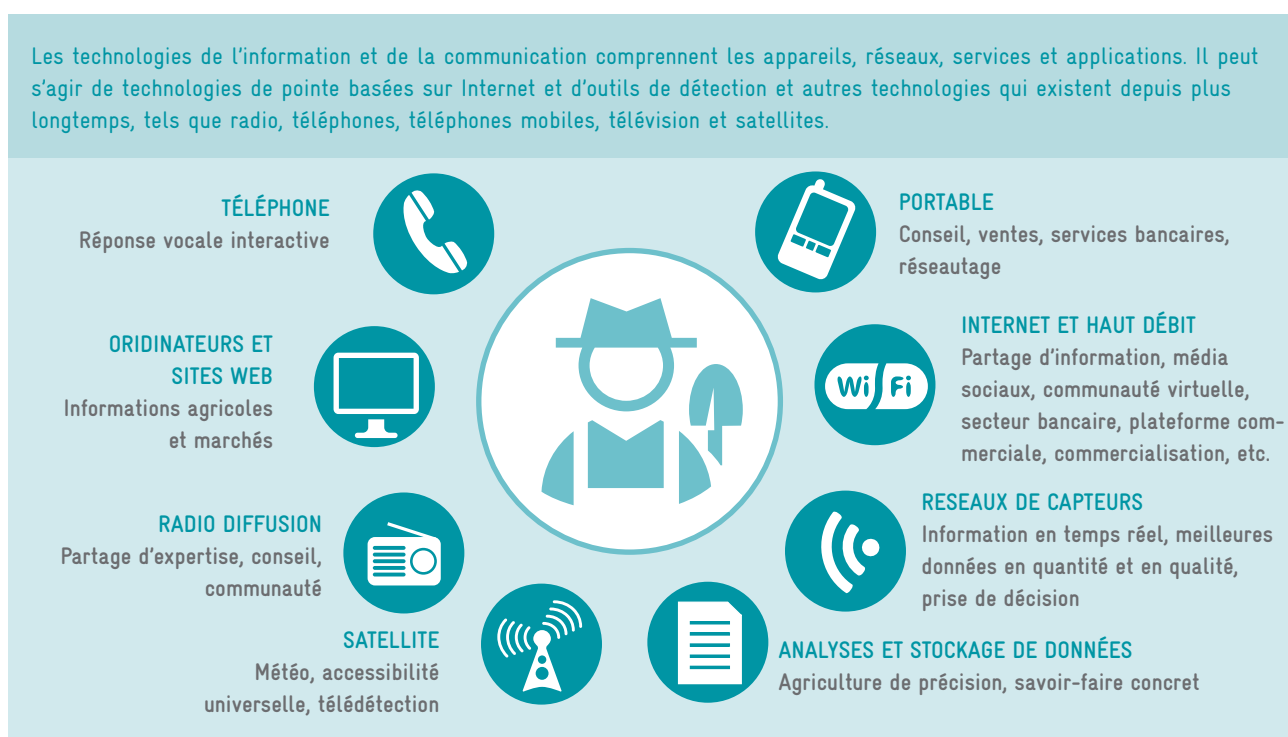 Les technologies de l'information et de la communication comprennent les appareils, réseaux, services et applications. Il peut
s'agir de technologies de pointe basées sur Internet et d'outils de détection et autres technologies qui existent depuis plus
longtemps, tels que radio, téléphones, téléphones mobiles, télévision et satellites.
TÉLÉPHONE
Réponse vocale interactive
PORTABLE
Conseil, ventes, services bancaires,
réseautage
ORIDINATEURS ET
SITES WEB
Informations agricoles
et marchés
INTERNET ET HAUT DÉBIT
Partage d'information, média
sociaux, communauté virtuelle,
secteur bancaire, plateforme com-
merciale, commercialisation, etc.
Wi Fi
RADIO DIFFUSION
Partage d'expertise, conseil,
communauté
RESEAUX DE CAPTEURS
Information en temps réel, meilleures
données en quantité et en qualité,
prise de décision
SATELLITE
Météo, accessibilité
universelle, télédétection
ANALYSES ET STOCKAGE DE DONNÉES
Agriculture de précision, savoir-faire concret